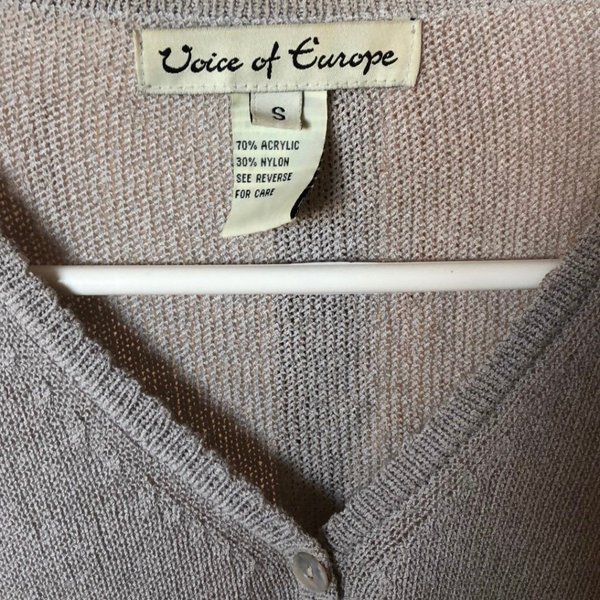 Voice of Europe
S
70% ACRYLIC
30% NYLON
SEE REVERSE
FOR CARE